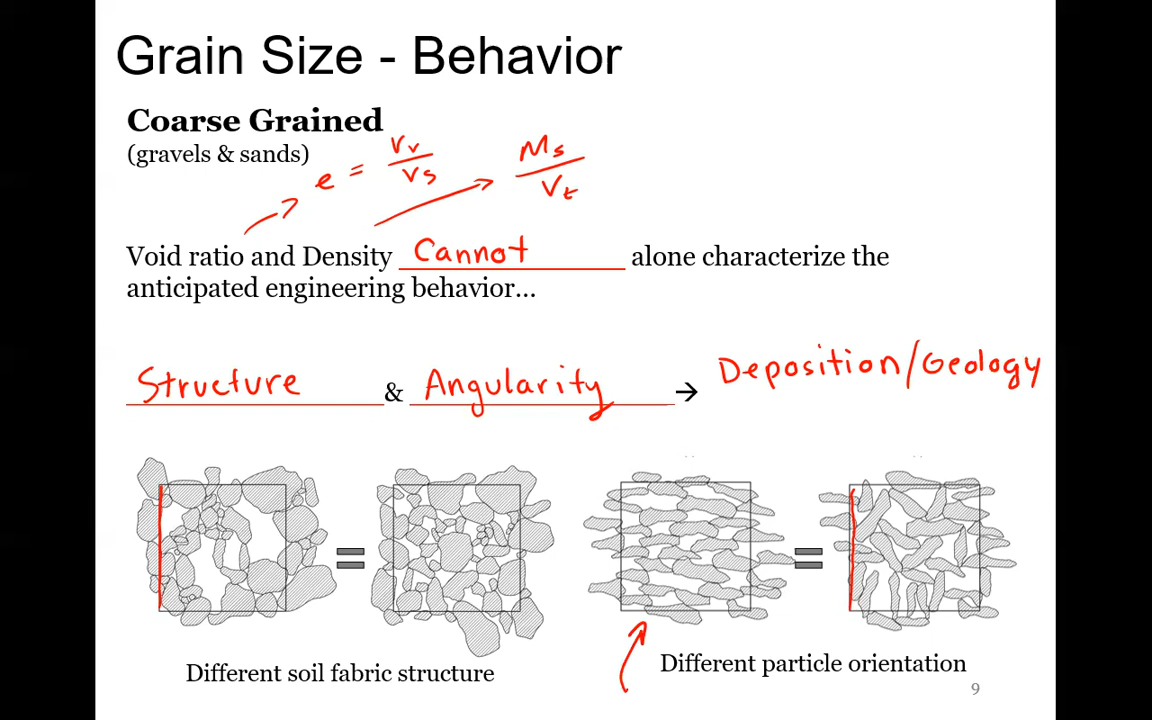 Grain Size - Behavior
Coarse Grained
(gravels & sands)
e = Vv/Vs
Ms/Vt
Void ratio and Density Cannot alone characterize the
anticipated engineering behavior...
Structure & Angularity → Deposition/Geology
=
=
Different soil fabric structure
Different particle orientation
9